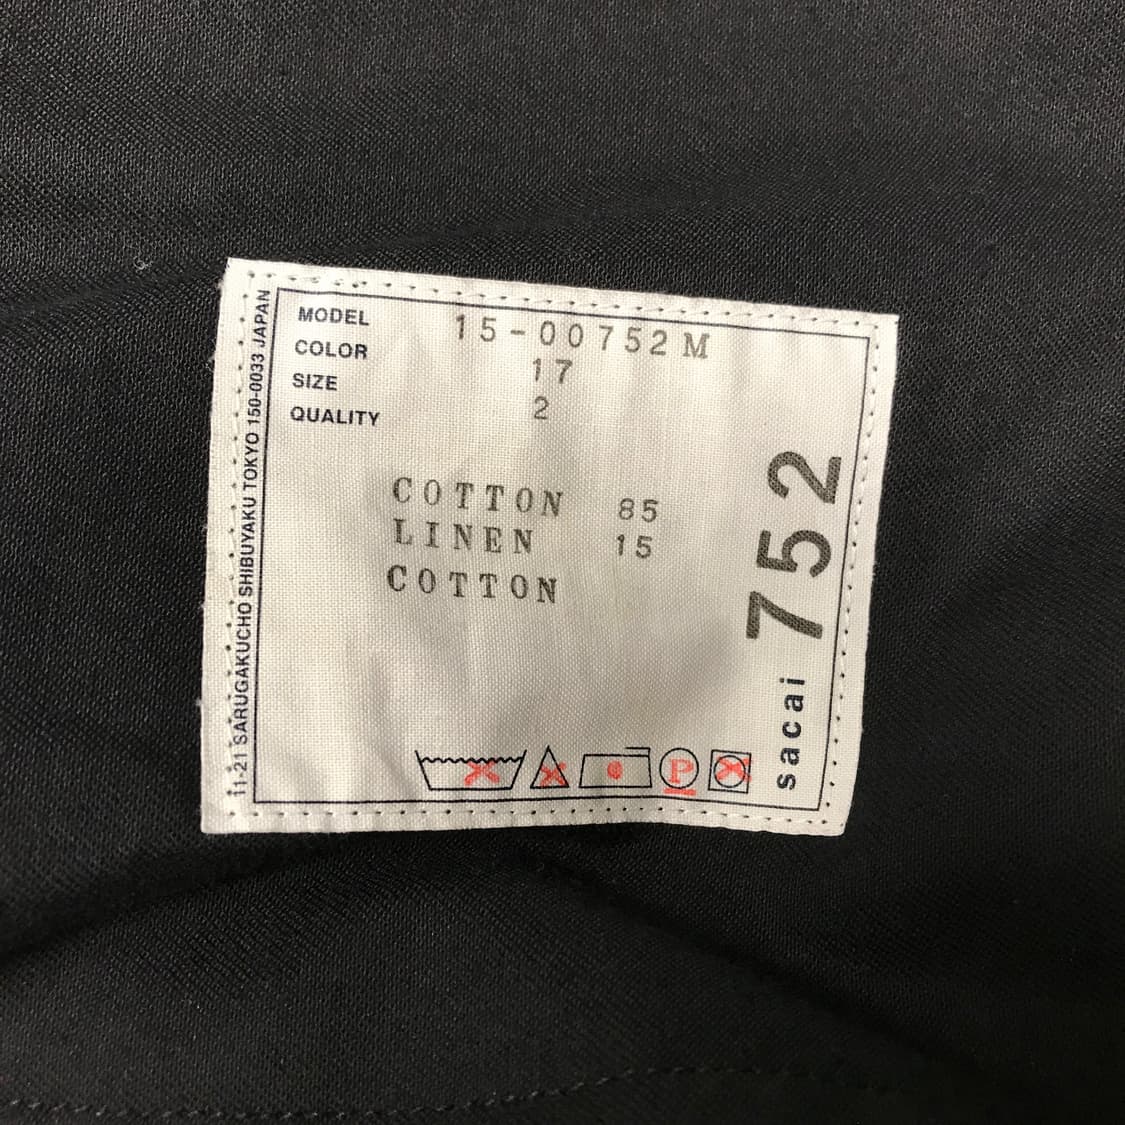 MODEL 15-00752 M
COLOR 17
SIZE 2
QUALITY
COTTON 85
LINEN 15
COTTON
P
sacai 752
11-21 SARUGAKUCHO SHIBUYAKU TOKYO 150-0033 JAPAN